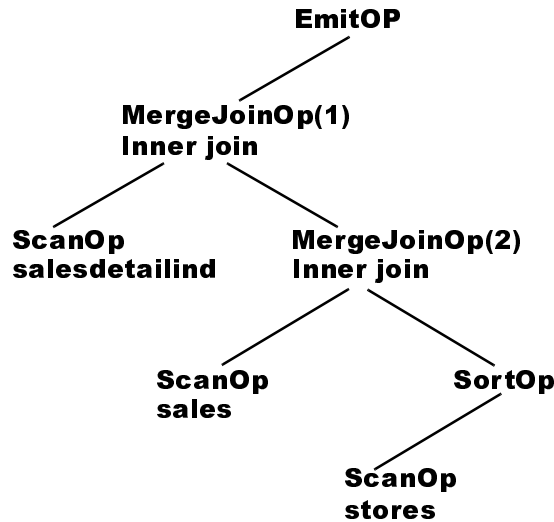 EmitOP
MergeJoinOp(1)
Inner join
ScanOp
salesdetailind
MergeJoinOp(2)
Inner join
ScanOp
sales
SortOp
ScanOp
stores